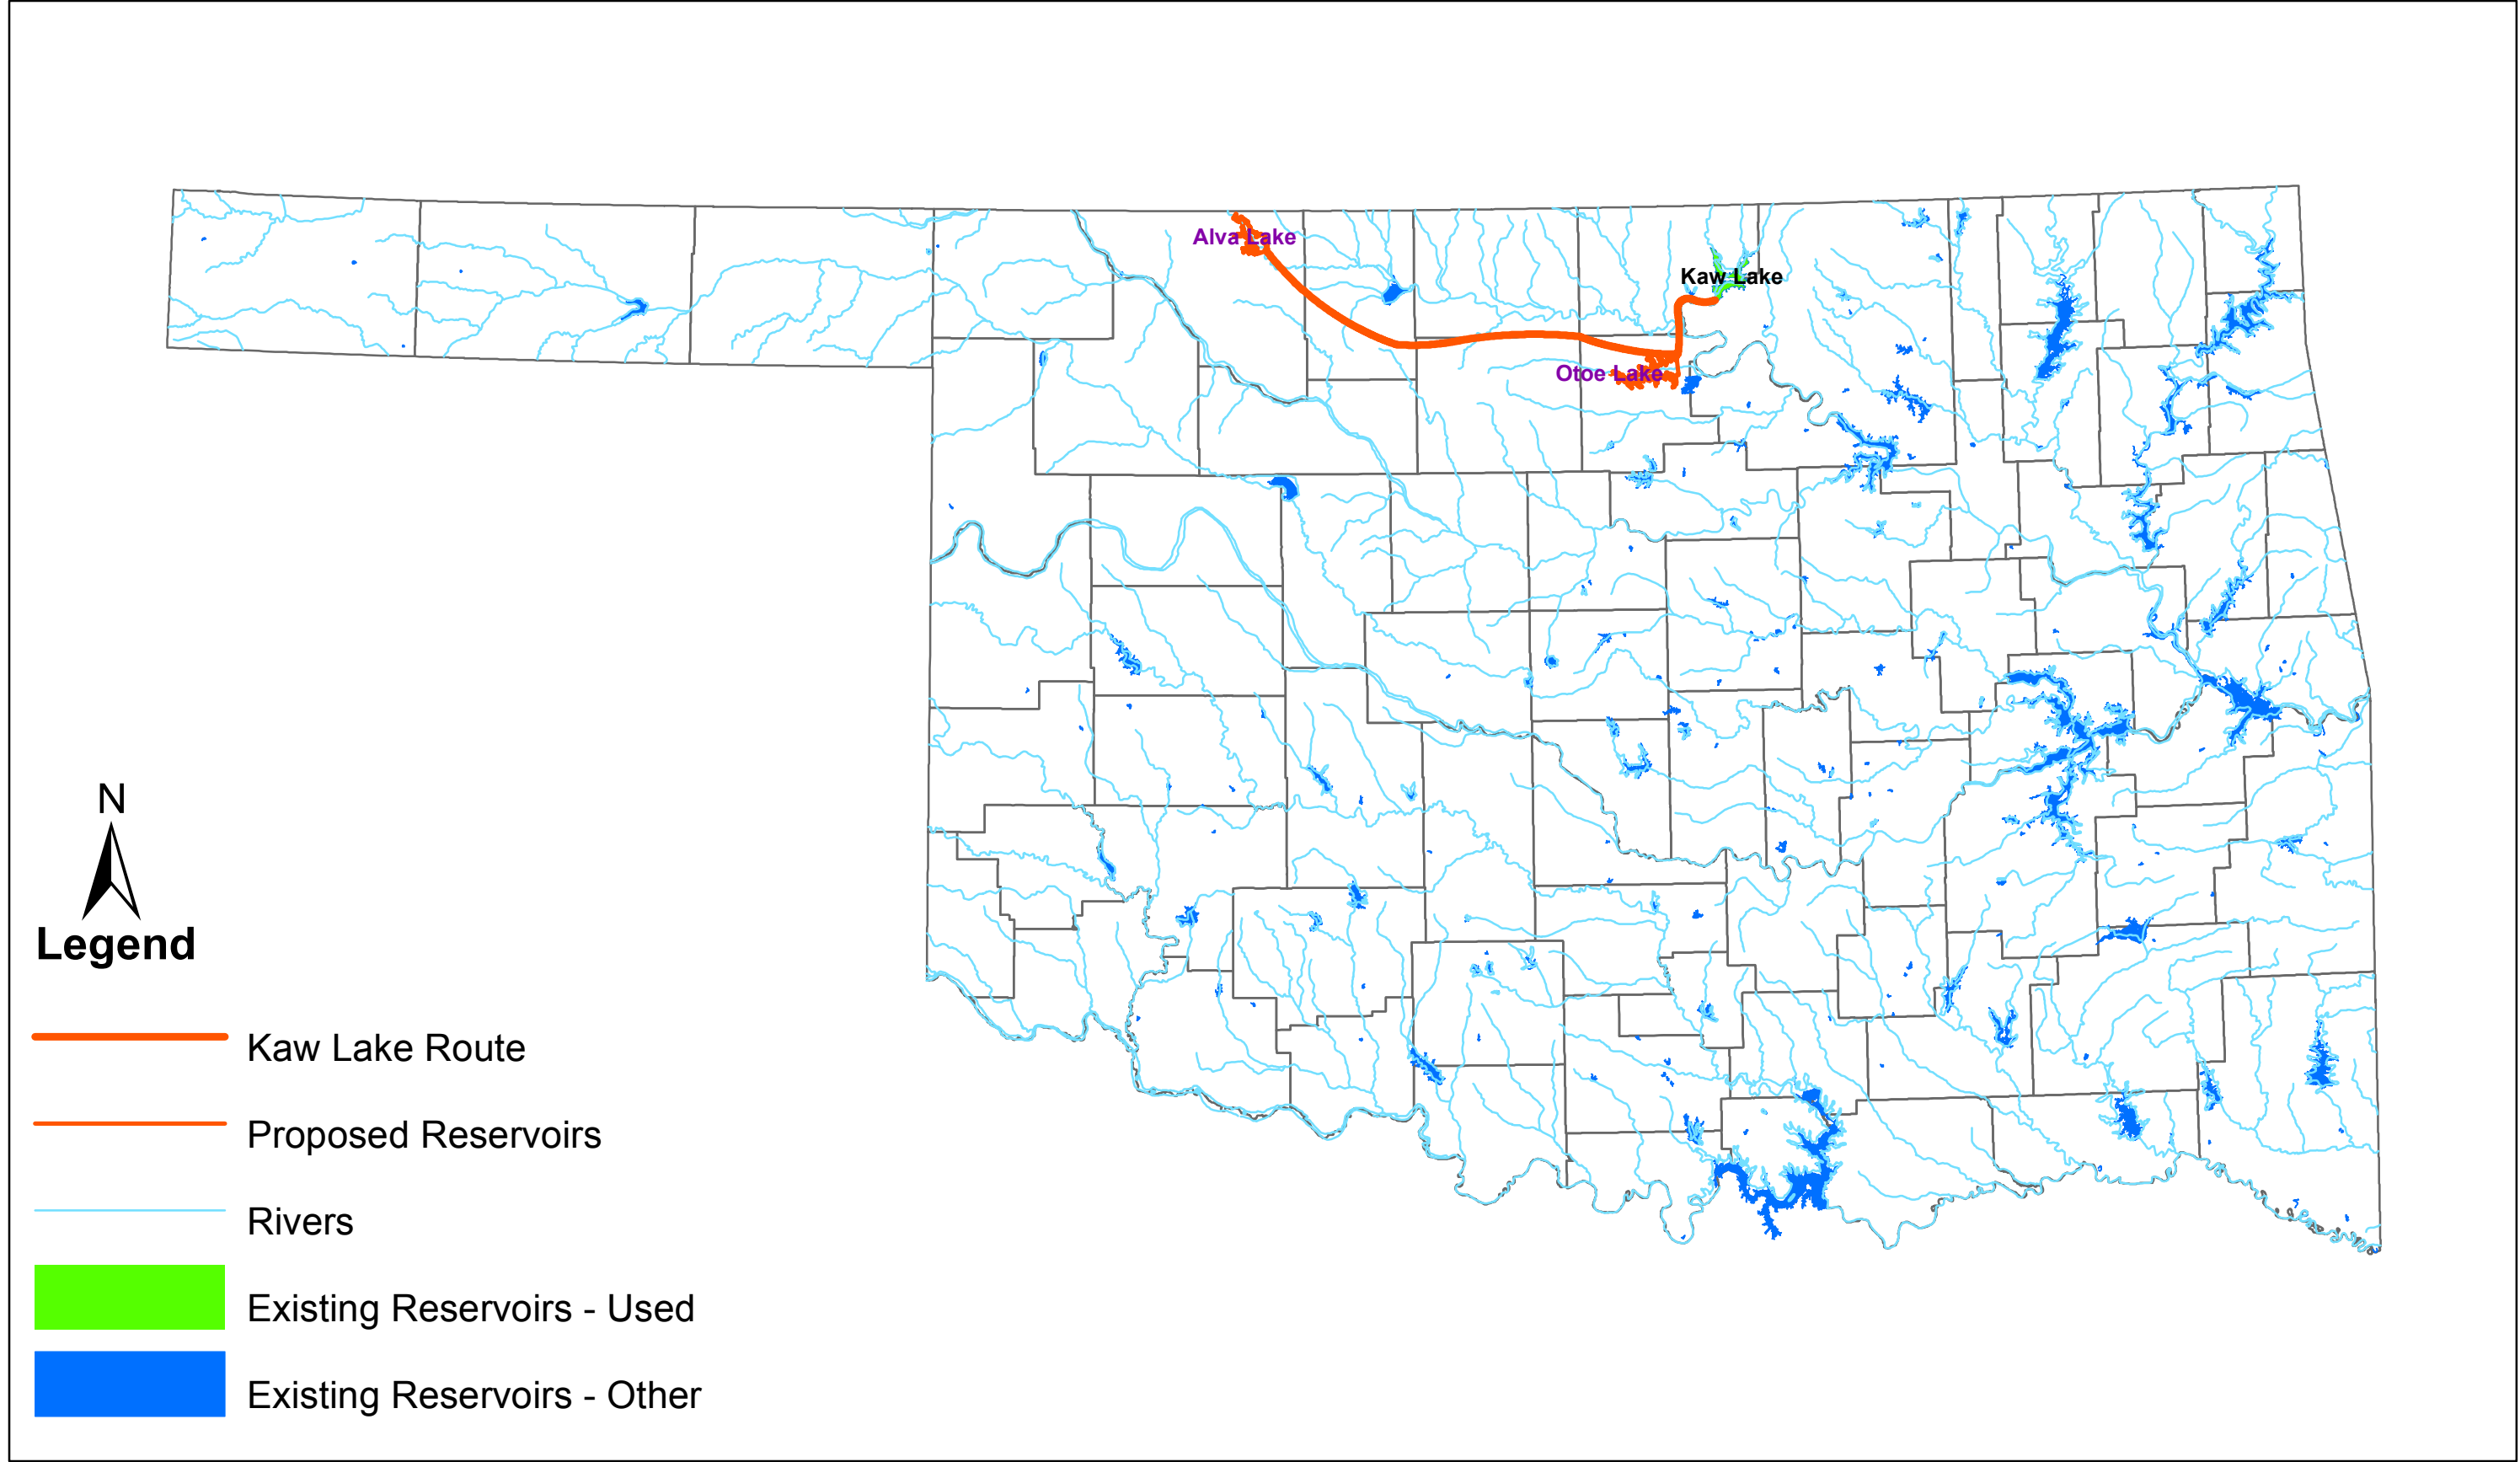 Alva Lake
Kaw Lake
Otoe Lake
N
Legend
Kaw Lake Route
Proposed Reservoirs
Rivers
Existing Reservoirs - Used
Existing Reservoirs - Other